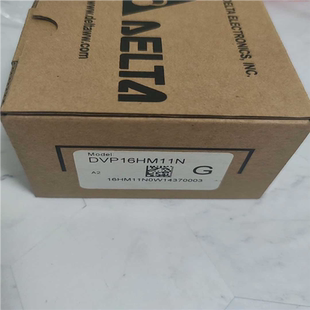 DELTA ELECTRONICS, INC.
www.deltaww.com
DELTA
Model:
DVP16HM11N
A2
G
16HM11N0W14370003